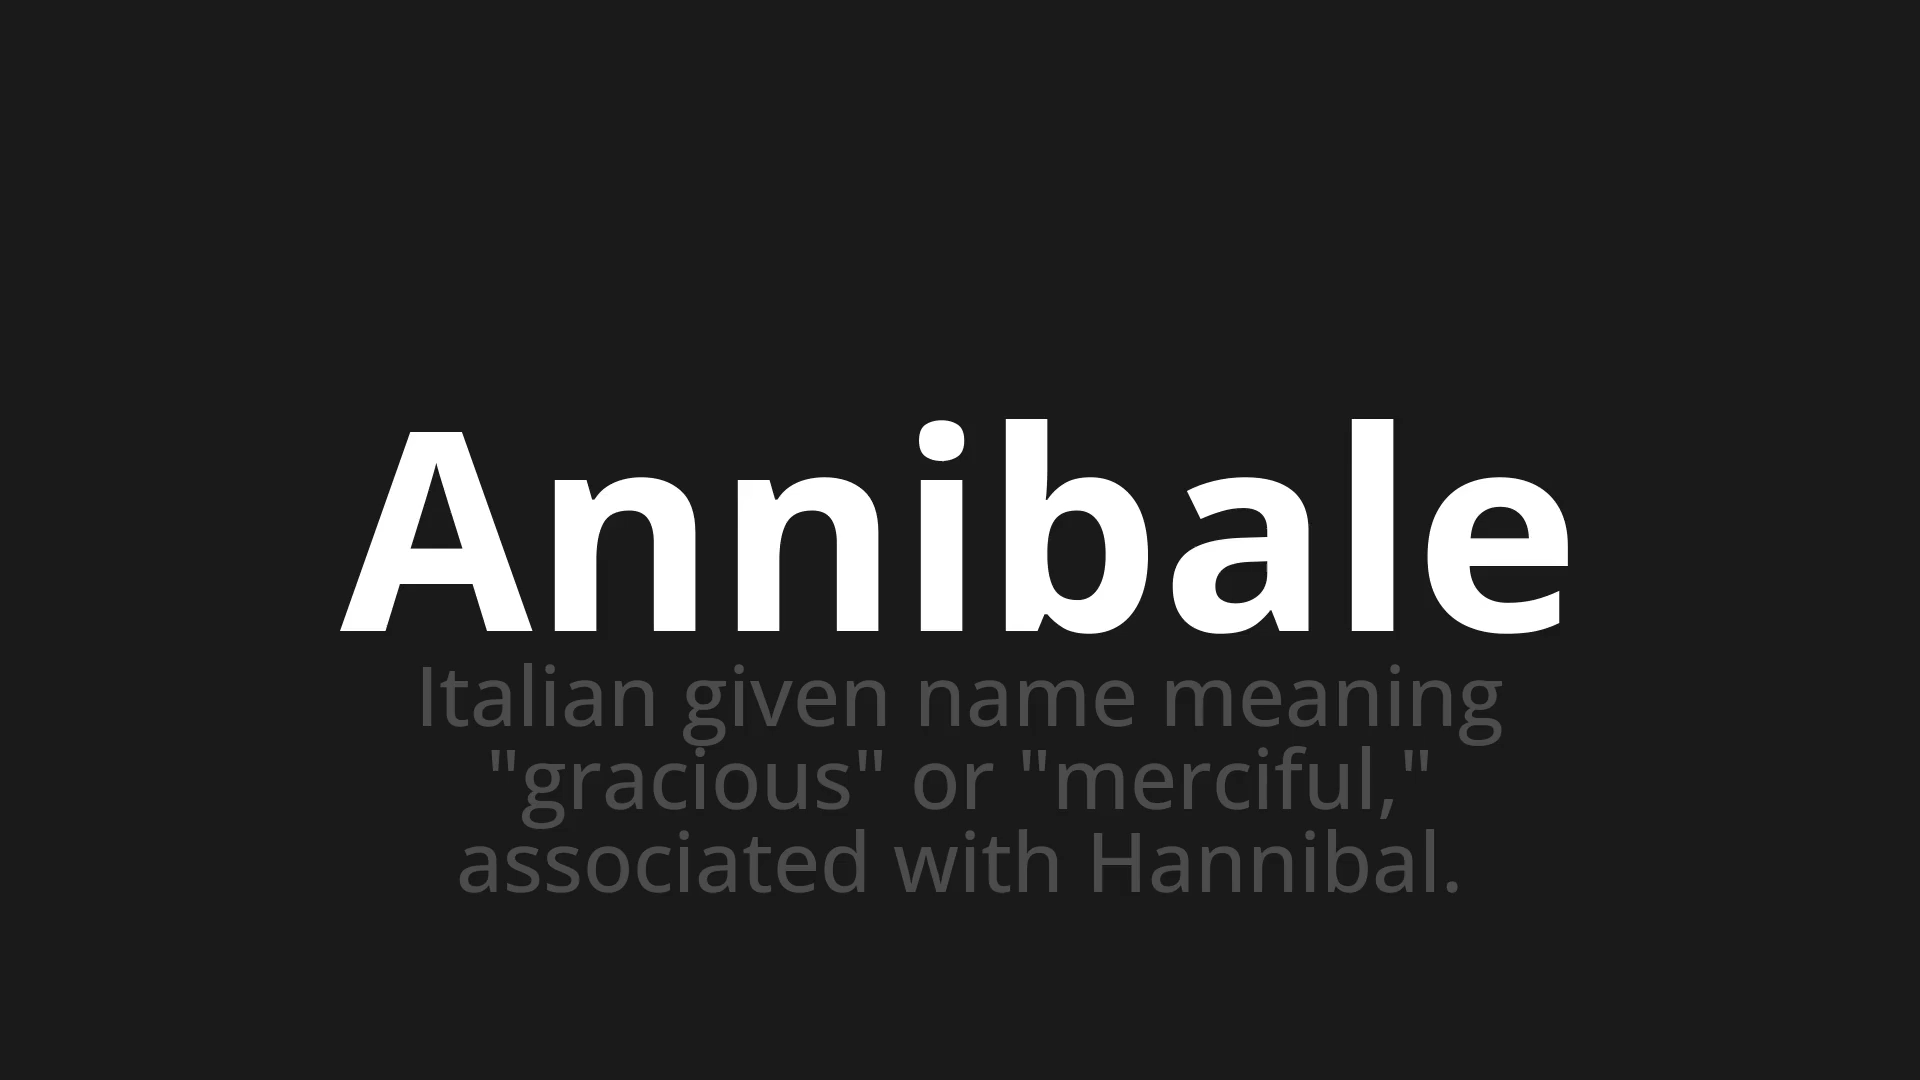 Annibale
Italian given name meaning
"gracious" or "merciful,"
associated with Hannibal.